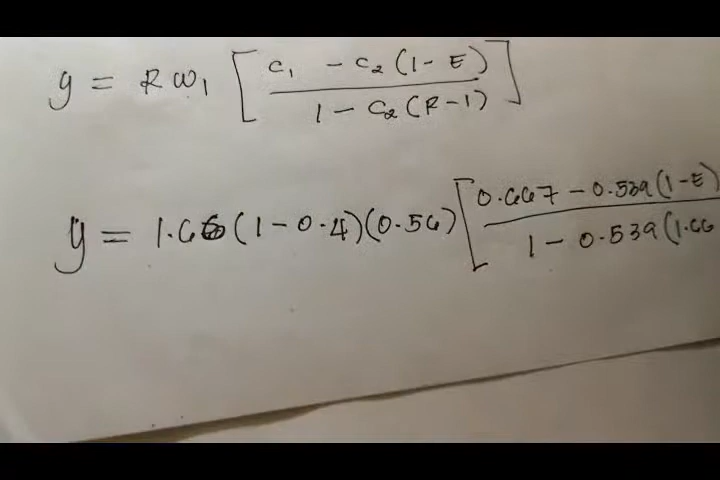 y = R W₁ [ C₁ - C₂ (1 - E) / 1 - C₂ (R - 1) ]
y = 1.66 (1 - 0.4)(0.56) [ 0.667 - 0.539 (1 - E) / 1 - 0.539 (1.66